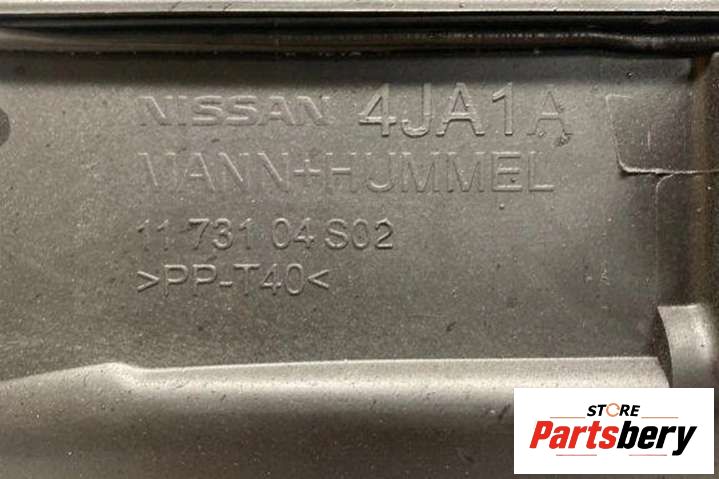 NISSAN 4JA1A
MANN+HUMMEL
11 731 04 S02
>PP-T40<
STORE
Partsbery